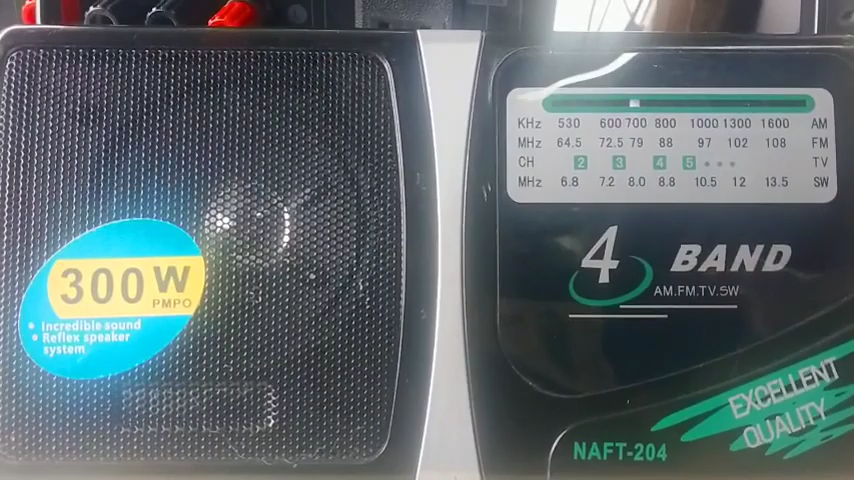 300W
PMPO
• Incredible sound
• Reflex speaker
system
KHz 530 600 700 800 1000 1300 1600 AM
MHz 64.5 72.5 79 88 97 102 108 FM
CH 2 3 4 5 • • • TV
MHz 6.8 7.2 8.0 8.8 10.5 12 13.5 SW
4 BAND
AM.FM.TV.SW
EXCELLENT
QUALITY
NAFT-204